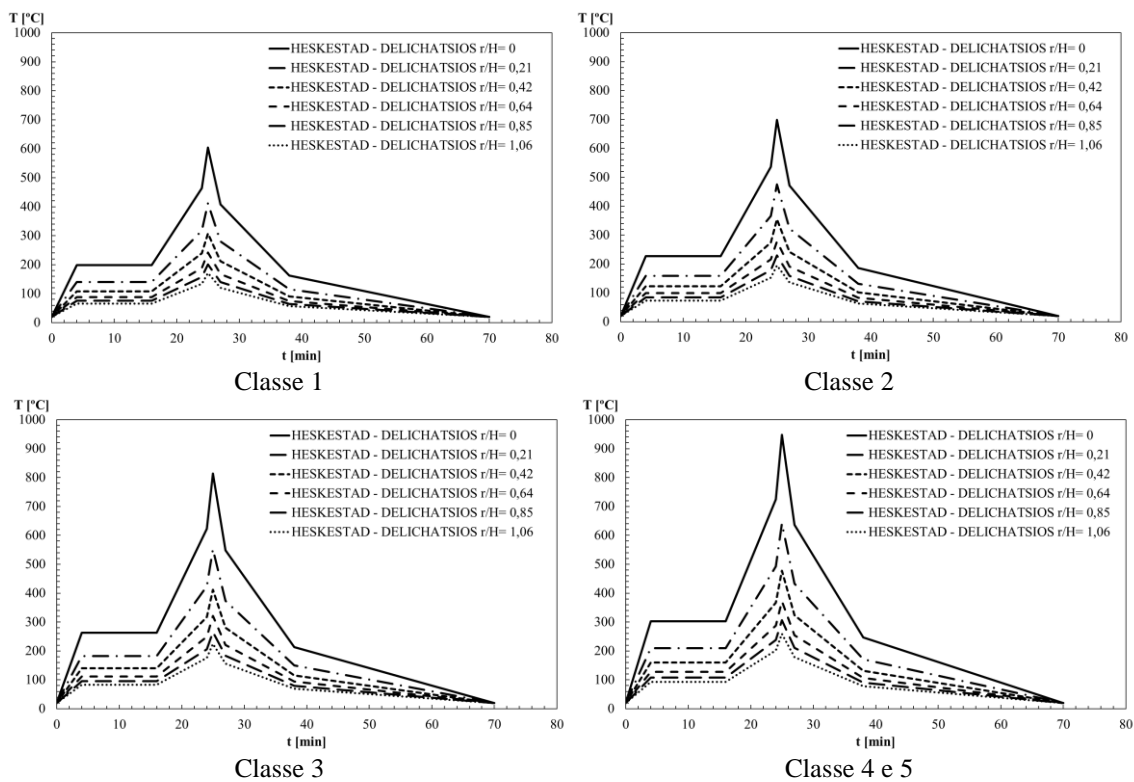 T [ºC]
1000
900
800
700
600
500
400
300
200
100
0
HESKESTAD - DELICHATSIOS r/H= 0
HESKESTAD - DELICHATSIOS r/H= 0,21
HESKESTAD - DELICHATSIOS r/H= 0,42
HESKESTAD - DELICHATSIOS r/H= 0,64
HESKESTAD - DELICHATSIOS r/H= 0,85
HESKESTAD - DELICHATSIOS r/H= 1,06
0 10 20 30 40 50 60 70 80
t [min]
Classe 1
T [ºC]
1000
900
800
700
600
500
400
300
200
100
0
HESKESTAD - DELICHATSIOS r/H= 0
HESKESTAD - DELICHATSIOS r/H= 0,21
HESKESTAD - DELICHATSIOS r/H= 0,42
HESKESTAD - DELICHATSIOS r/H= 0,64
HESKESTAD - DELICHATSIOS r/H= 0,85
HESKESTAD - DELICHATSIOS r/H= 1,06
0 10 20 30 40 50 60 70 80
t [min]
Classe 2
T [ºC]
1000
900
800
700
600
500
400
300
200
100
0
HESKESTAD - DELICHATSIOS r/H= 0
HESKESTAD - DELICHATSIOS r/H= 0,21
HESKESTAD - DELICHATSIOS r/H= 0,42
HESKESTAD - DELICHATSIOS r/H= 0,64
HESKESTAD - DELICHATSIOS r/H= 0,85
HESKESTAD - DELICHATSIOS r/H= 1,06
0 10 20 30 40 50 60 70 80
t [min]
Classe 3
T [ºC]
1000
900
800
700
600
500
400
300
200
100
0
HESKESTAD - DELICHATSIOS r/H= 0
HESKESTAD - DELICHATSIOS r/H= 0,21
HESKESTAD - DELICHATSIOS r/H= 0,42
HESKESTAD - DELICHATSIOS r/H= 0,64
HESKESTAD - DELICHATSIOS r/H= 0,85
HESKESTAD - DELICHATSIOS r/H= 1,06
0 10 20 30 40 50 60 70 80
t [min]
Classe 4 e 5